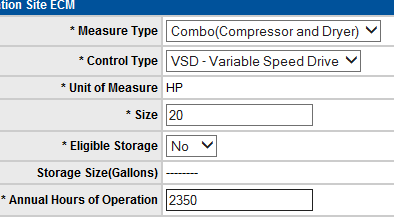 ation Site ECM
* Measure Type Combo(Compressor and Dryer)
* Control Type VSD - Variable Speed Drive
* Unit of Measure HP
* Size 20
* Eligible Storage No
Storage Size(Gallons) --------
* Annual Hours of Operation 2350